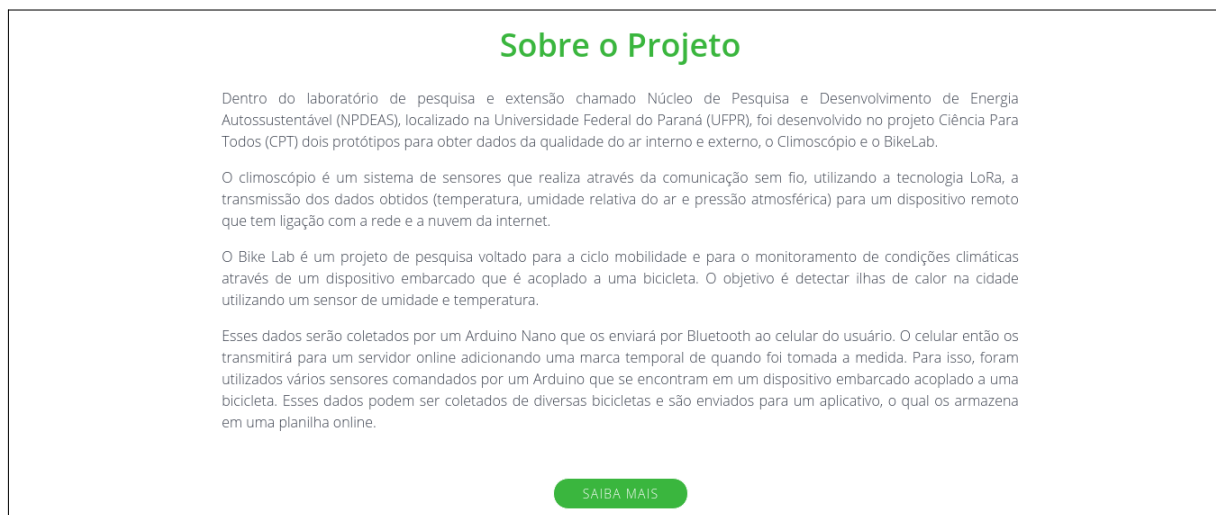 Sobre o Projeto
Dentro do laboratório de pesquisa e extensão chamado Núcleo de Pesquisa e Desenvolvimento de Energia
Autossustentável (NPDEAS), localizado na Universidade Federal do Paraná (UFPR), foi desenvolvido no projeto Ciência Para
Todos (CPT) dois protótipos para obter dados da qualidade do ar interno e externo, o Climoscópio e o BikeLab.
O climoscópio é um sistema de sensores que realiza através da comunicação sem fio, utilizando a tecnologia LoRa, a
transmissão dos dados obtidos (temperatura, umidade relativa do ar e pressão atmosférica) para um dispositivo remoto
que tem ligação com a rede e a nuvem da internet.
O Bike Lab é um projeto de pesquisa voltado para a ciclo mobilidade e para o monitoramento de condições climáticas
através de um dispositivo embarcado que é acoplado a uma bicicleta. O objetivo é detectar ilhas de calor na cidade
utilizando um sensor de umidade e temperatura.
Esses dados serão coletados por um Arduino Nano que os enviará por Bluetooth ao celular do usuário. O celular então os
transmitirá para um servidor online adicionando uma marca temporal de quando foi tomada a medida. Para isso, foram
utilizados vários sensores comandados por um Arduino que se encontram em um dispositivo embarcado acoplado a uma
bicicleta. Esses dados podem ser coletados de diversas bicicletas e são enviados para um aplicativo, o qual os armazena
em uma planilha online.
SAIBA MAIS